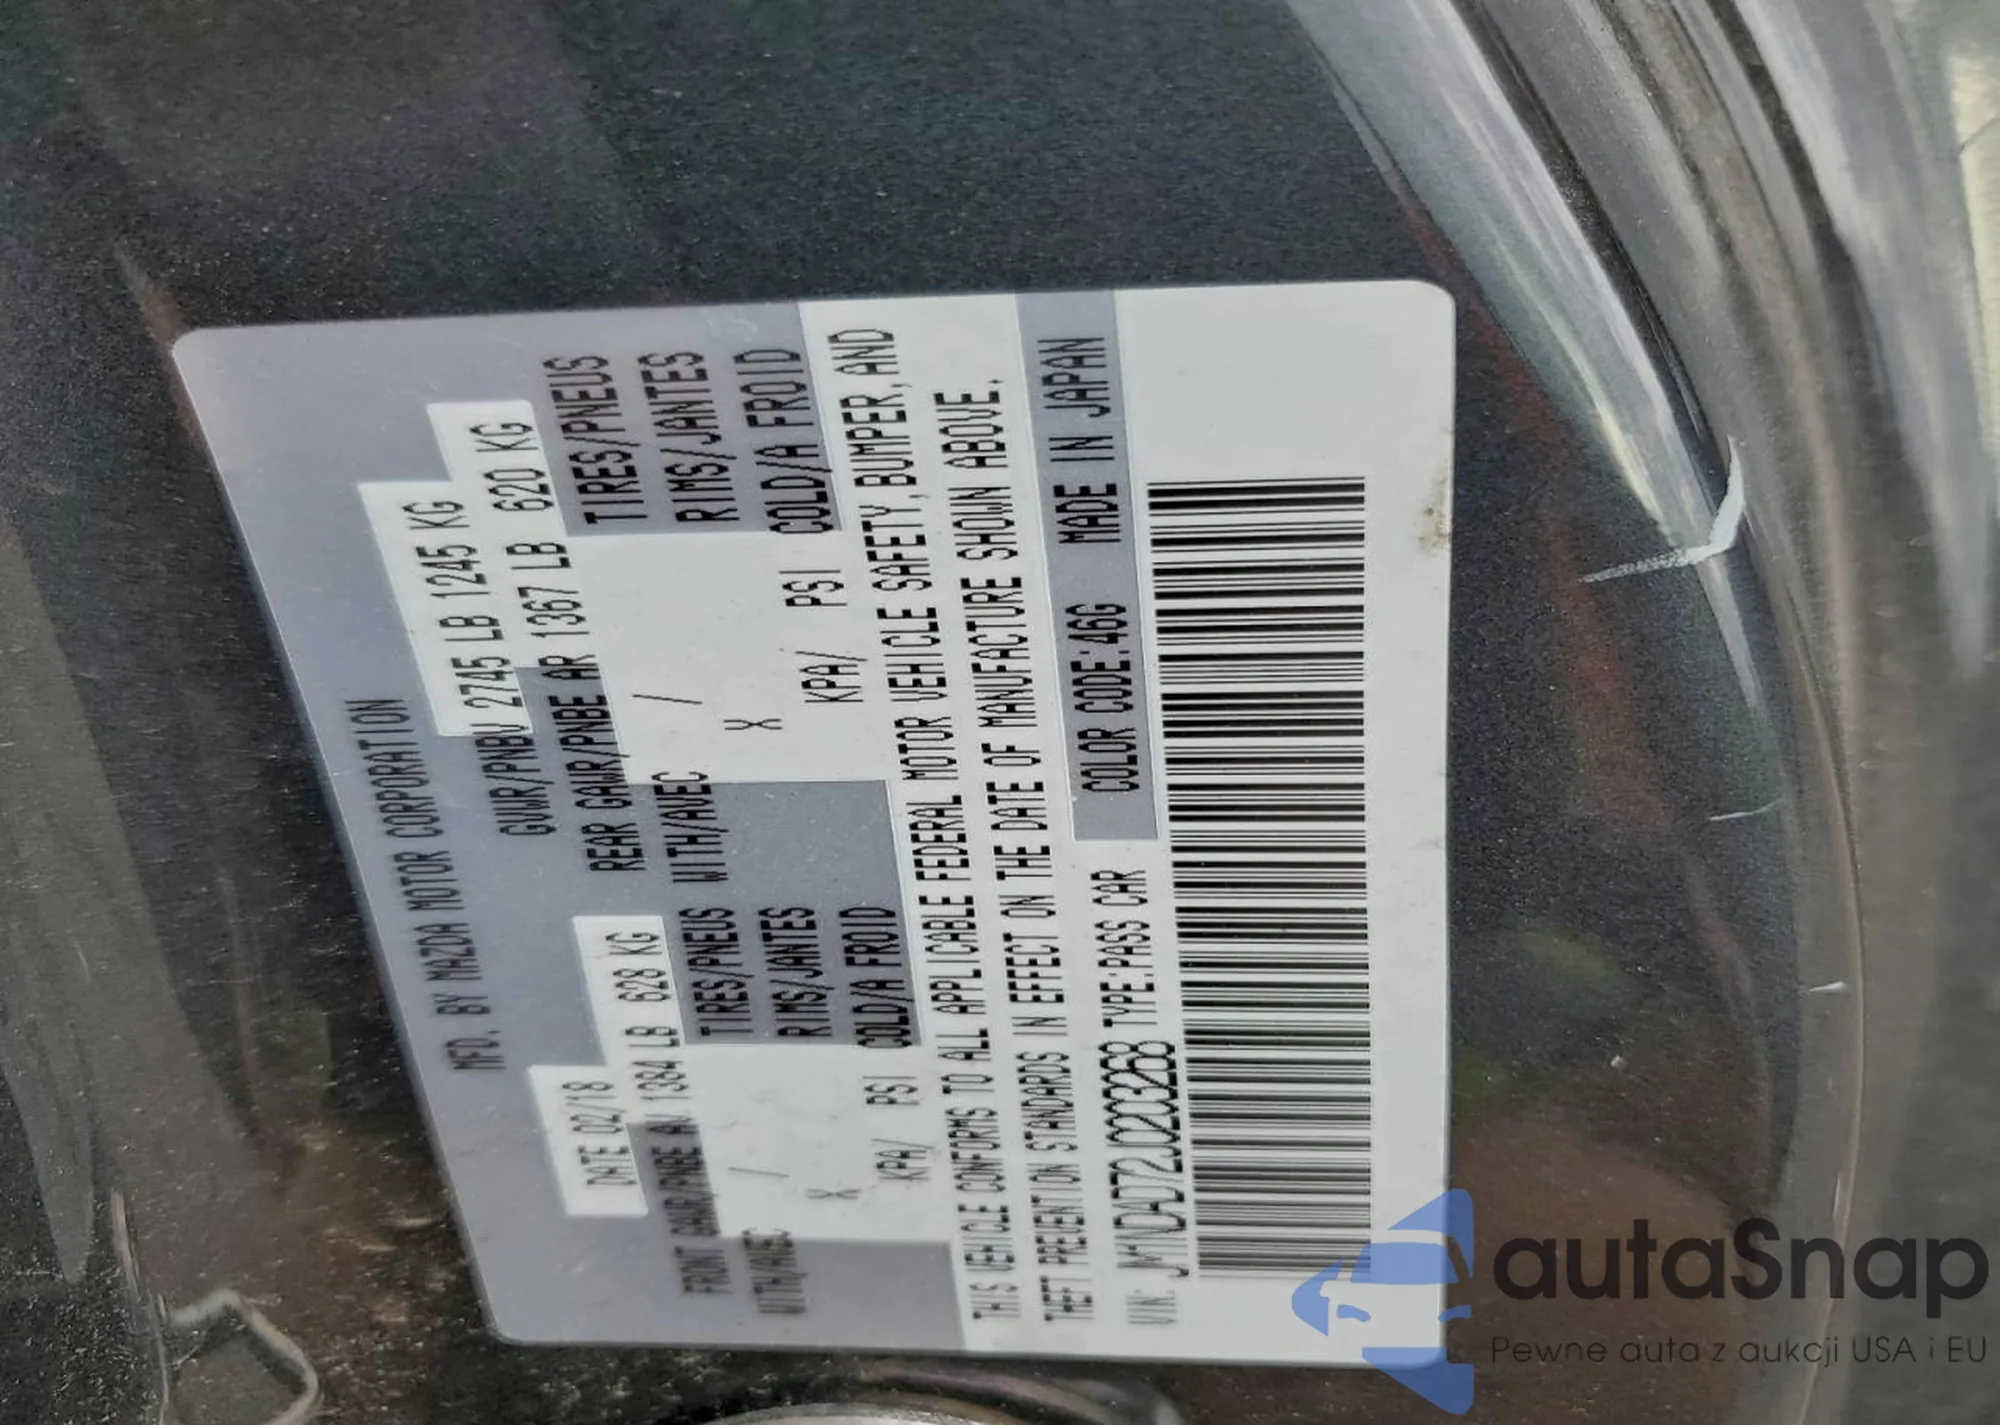 MFD. BY MAZDA MOTOR CORPORATION
DATE 02/18
GVWR/PNBV 2745 LB 1245 KG
FRONT GAWR/PNBE AV 1384 LB 628 KG
REAR GAWR/PNBE AR 1367 LB 620 KG
WITH/AVEC TIRES/PNEUS
WITH/AVEC / TIRES/PNEUS
/ X RIMS/JANTES
X RIMS/JANTES
KPA/ PSI COLD/A FROID
KPA/ PSI COLD/A FROID
THIS VEHICLE CONFORMS TO ALL APPLICABLE FEDERAL MOTOR VEHICLE SAFETY,BUMPER,AND
THEFT PREVENTION STANDARDS IN EFFECT ON THE DATE OF MANUFACTURE SHOWN ABOVE.
VIN: JM1NDAD72J0203268 TYPE:PASS CAR
COLOR CODE:46G MADE IN JAPAN
autaSnap
Pewne auta z aukcji USA i EU